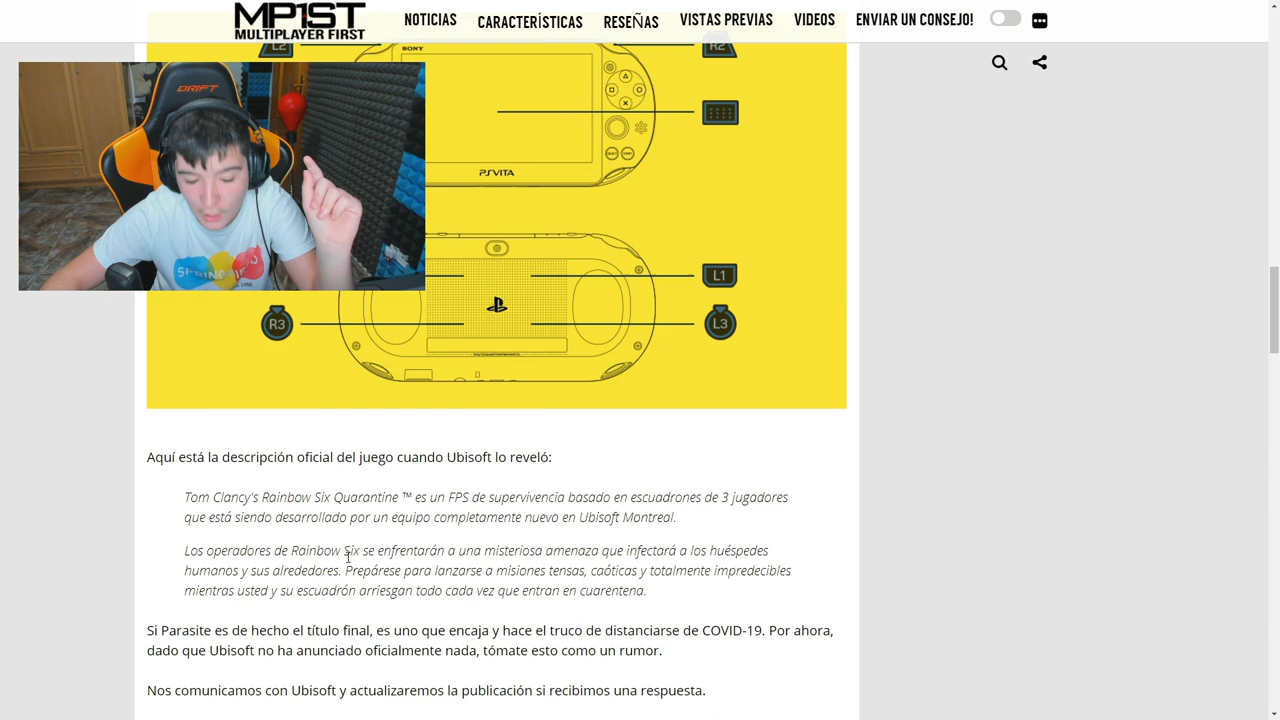 MP1ST
MULTIPLAYER FIRST
NOTICIAS CARACTERÍSTICAS RESEÑAS VISTAS PREVIAS VIDEOS ENVIAR UN CONSEJO!
L2
SONY
R2
DRIFT
SELECT START
PSVITA
L1
R3
L3
Aquí está la descripción oficial del juego cuando Ubisoft lo reveló:
Tom Clancy's Rainbow Six Quarantine ™ es un FPS de supervivencia basado en escuadrones de 3 jugadores
que está siendo desarrollado por un equipo completamente nuevo en Ubisoft Montreal.
Los operadores de Rainbow Six se enfrentarán a una misteriosa amenaza que infectará a los huéspedes
humanos y sus alrededores. Prepárese para lanzarse a misiones tensas, caóticas y totalmente impredecibles
mientras usted y su escuadrón arriesgan todo cada vez que entran en cuarentena.
Si Parasite es de hecho el título final, es uno que encaja y hace el truco de distanciarse de COVID-19. Por ahora,
dado que Ubisoft no ha anunciado oficialmente nada, tómate esto como un rumor.
Nos comunicamos con Ubisoft y actualizaremos la publicación si recibimos una respuesta.